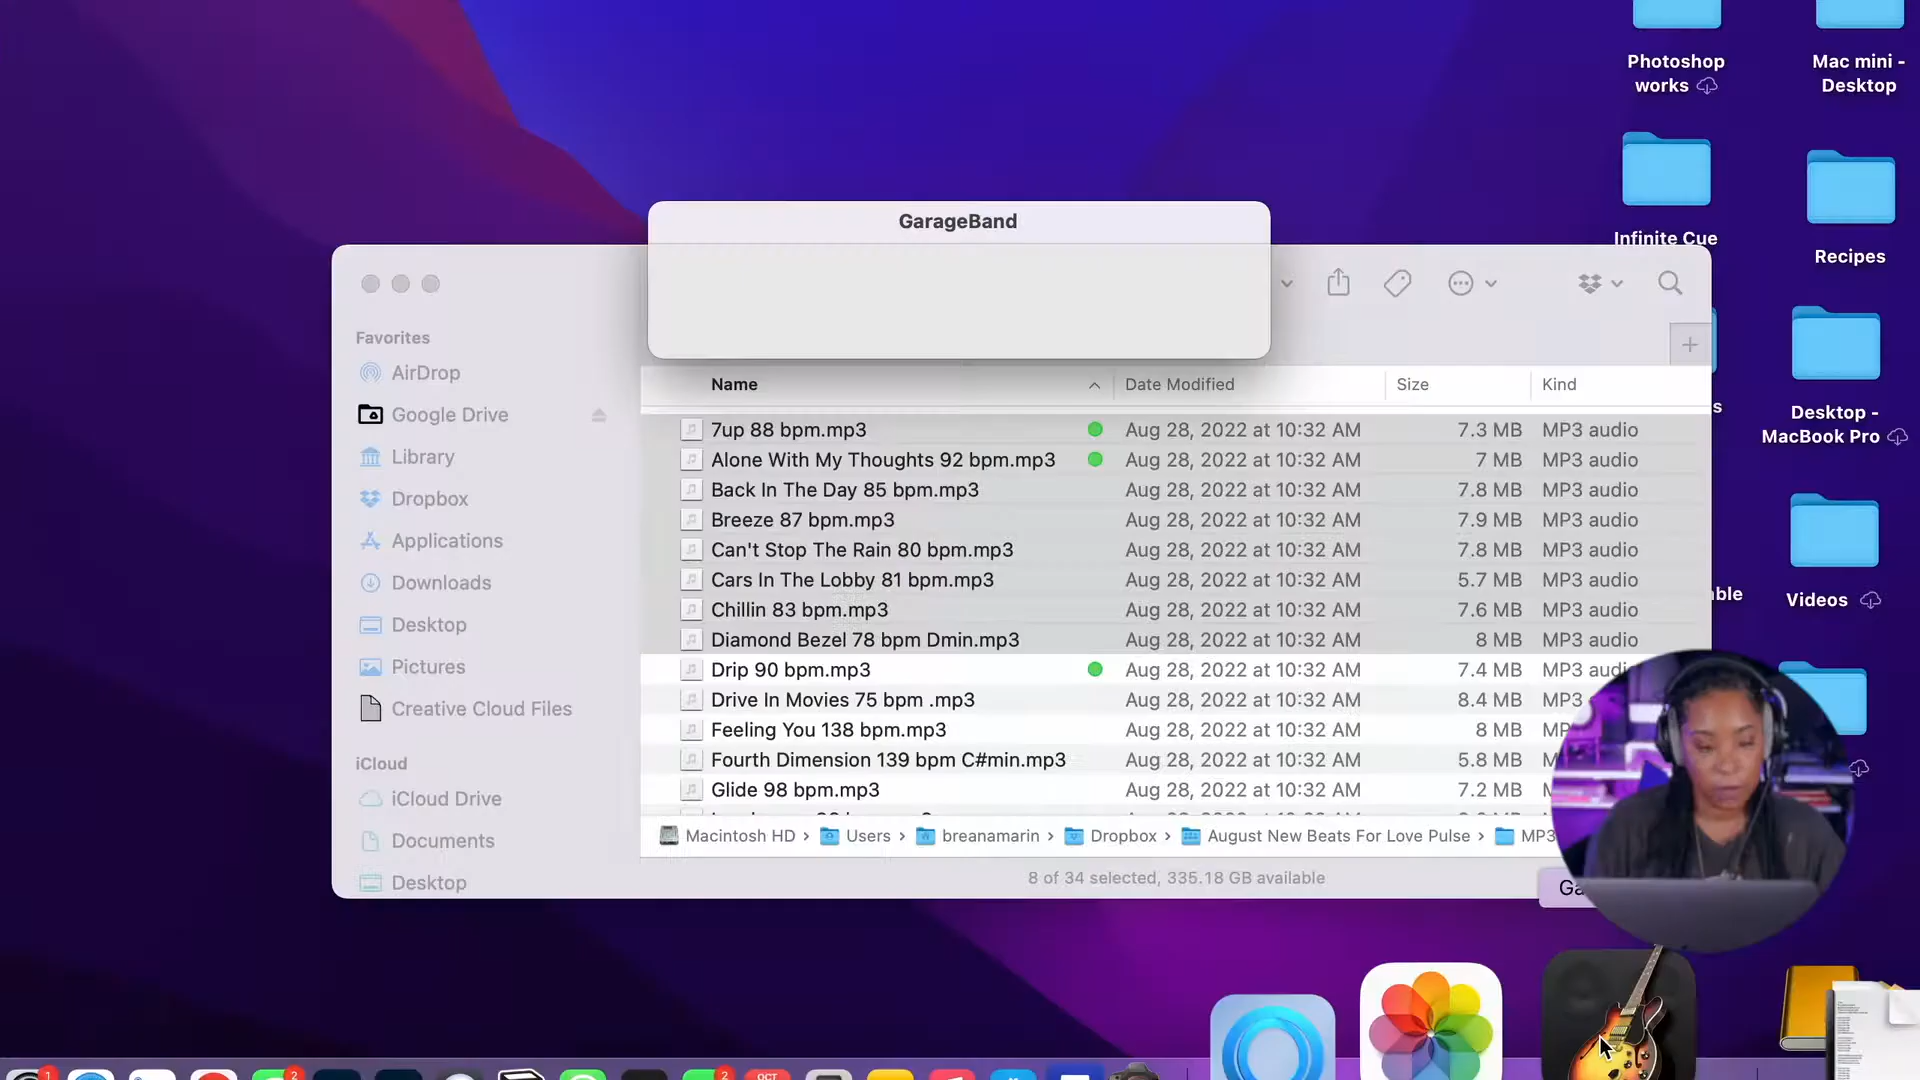 Photoshop
works
Mac mini -
Desktop
GarageBand
Infinite Cue
Recipes
Favorites
AirDrop
Google Drive
Library
Dropbox
Applications
Downloads
Desktop
Pictures
Creative Cloud Files
iCloud
iCloud Drive
Documents
Desktop
Name Date Modified Size Kind
7up 88 bpm.mp3 Aug 28, 2022 at 10:32 AM 7.3 MB MP3 audio
Alone With My Thoughts 92 bpm.mp3 Aug 28, 2022 at 10:32 AM 7 MB MP3 audio
Back In The Day 85 bpm.mp3 Aug 28, 2022 at 10:32 AM 7.8 MB MP3 audio
Breeze 87 bpm.mp3 Aug 28, 2022 at 10:32 AM 7.9 MB MP3 audio
Can't Stop The Rain 80 bpm.mp3 Aug 28, 2022 at 10:32 AM 7.8 MB MP3 audio
Cars In The Lobby 81 bpm.mp3 Aug 28, 2022 at 10:32 AM 5.7 MB MP3 audio
Chillin 83 bpm.mp3 Aug 28, 2022 at 10:32 AM 7.6 MB MP3 audio
Diamond Bezel 78 bpm Dmin.mp3 Aug 28, 2022 at 10:32 AM 8 MB MP3 audio
Drip 90 bpm.mp3 Aug 28, 2022 at 10:32 AM 7.4 MB MP3 audio
Drive In Movies 75 bpm .mp3 Aug 28, 2022 at 10:32 AM 8.4 MB MP3
Feeling You 138 bpm.mp3 Aug 28, 2022 at 10:32 AM 8 MB
Fourth Dimension 139 bpm C#min.mp3 Aug 28, 2022 at 10:32 AM 5.8 MB
Glide 98 bpm.mp3 Aug 28, 2022 at 10:32 AM 7.2 MB
Macintosh HD › Users › breanamarin › Dropbox › August New Beats For Love Pulse › MP3
8 of 34 selected, 335.18 GB available
Desktop -
MacBook Pro
Videos
1
2
2
OCT